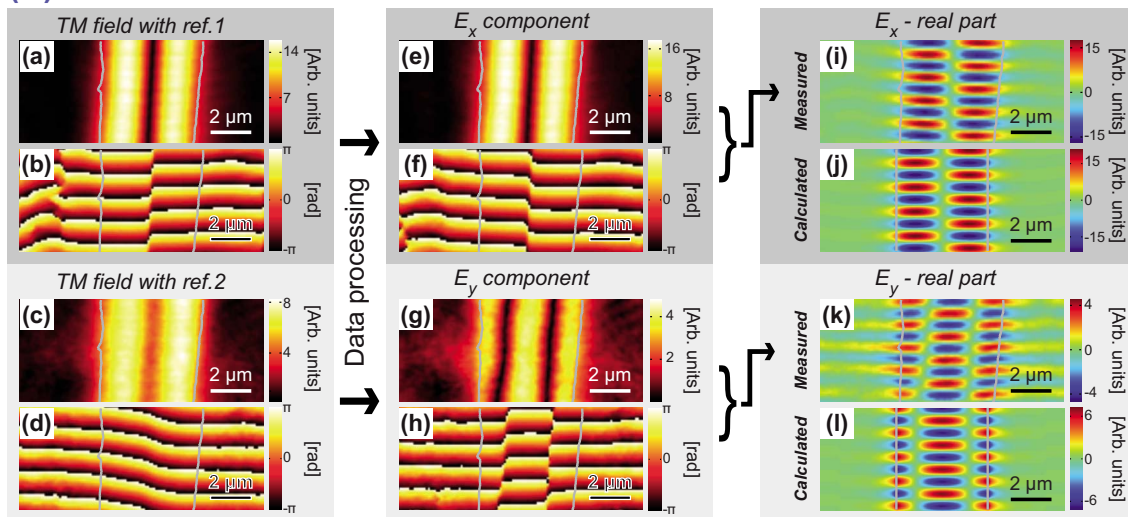 TM field with ref.1
(a)
14
7
[Arb. units]
2 μm
(b)
π
0
-π
[rad]
2 μm
TM field with ref.2
(c)
8
4
[Arb. units]
2 μm
(d)
π
0
-π
[rad]
2 μm
Data processing
Ex component
(e)
16
8
[Arb. units]
2 μm
(f)
π
0
-π
[rad]
2 μm
Ey component
(g)
4
2
[Arb. units]
2 μm
(h)
π
0
-π
[rad]
2 μm
Ex - real part
Measured
(i)
15
0
-15
[Arb. units]
2 μm
Calculated
(j)
15
0
-15
[Arb. units]
2 μm
Ey - real part
Measured
(k)
4
0
-4
[Arb. units]
2 μm
Calculated
(l)
6
0
-6
[Arb. units]
2 μm